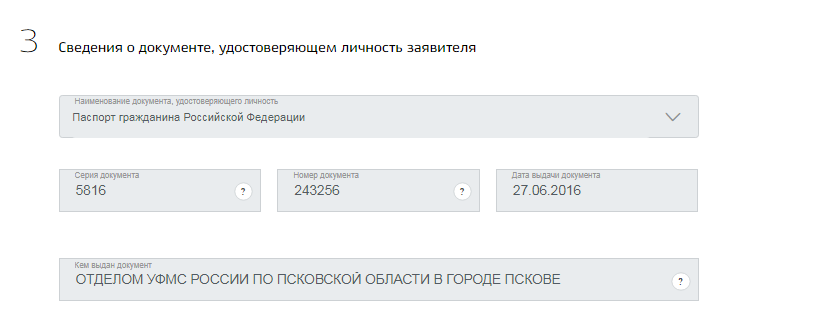 3 Сведения о документе, удостоверяющем личность заявителя
Наименование документа, удостоверяющего личность
Паспорт гражданина Российской Федерации
Серия документа
5816 ?
Номер документа
243256 ?
Дата выдачи документа
27.06.2016
Кем выдан документ
ОТДЕЛОМ УФМС РОССИИ ПО ПСКОВСКОЙ ОБЛАСТИ В ГОРОДЕ ПСКОВЕ ?